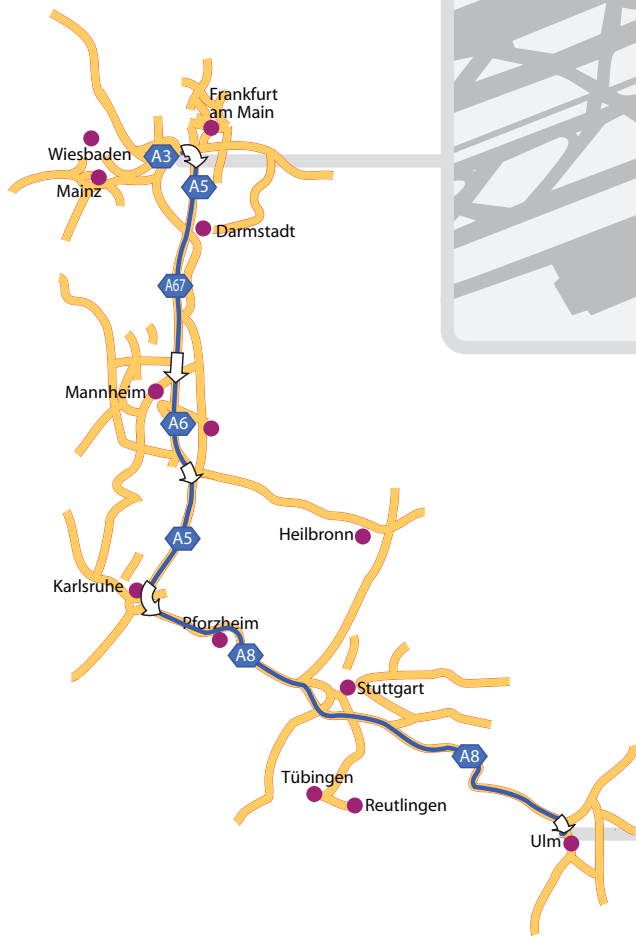 Frankfurt
am Main
Wiesbaden
A3
Mainz
A5
Darmstadt
A67
Mannheim
A6
A5
Heilbronn
Karlsruhe
Pforzheim
A8
Stuttgart
A8
Tübingen
Reutlingen
Ulm